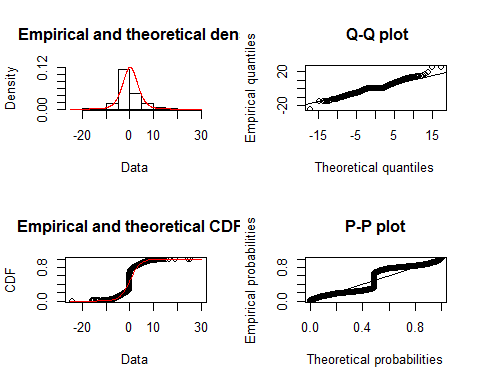 Empirical and theoretical den
Density
0.00 0.12
-20 0 10 30
Data
Q-Q plot
Empirical quantiles
-20 20
-15 -5 5 15
Theoretical quantiles
Empirical and theoretical CDF
CDF
0.0 0.8
-20 0 10 30
Data
P-P plot
Empirical probabilities
0.0 0.8
0.0 0.4 0.8
Theoretical probabilities